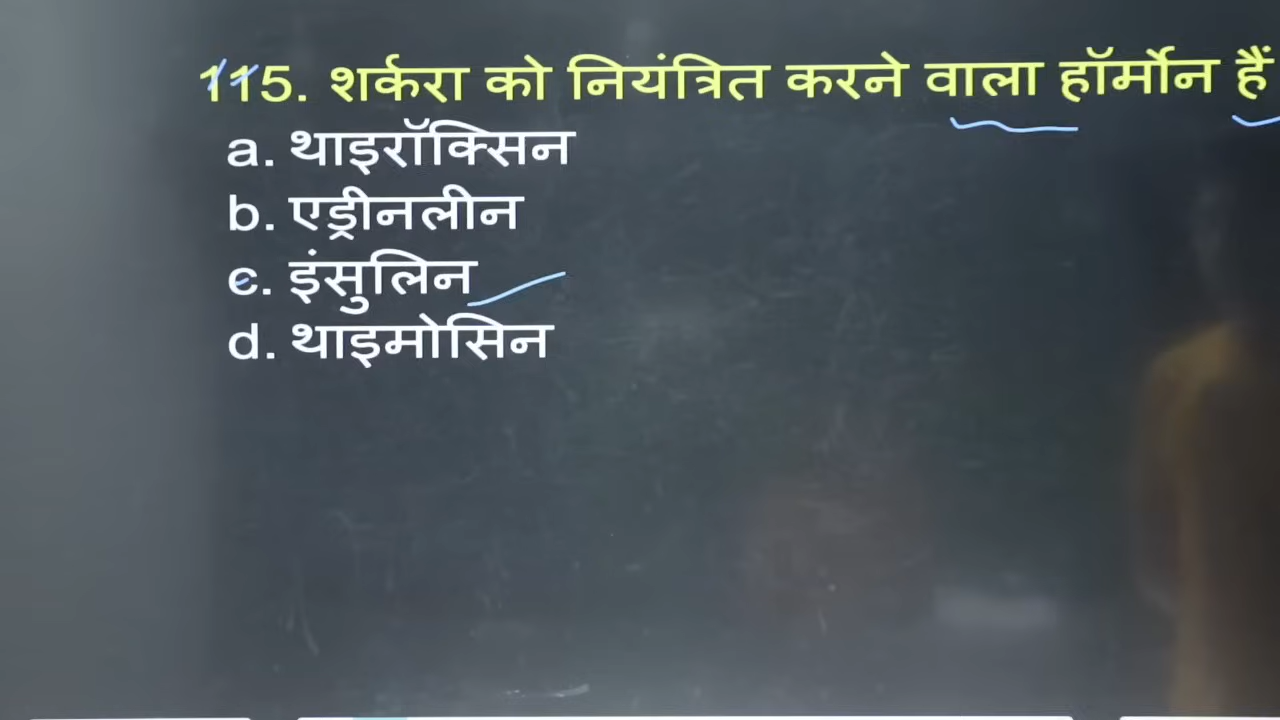 115. शर्करा को नियंत्रित करने वाला हॉर्मोन हैं
a. थाइरॉक्सिन
b. एड्रीनलीन
c. इंसुलिन
d. थाइमोसिन